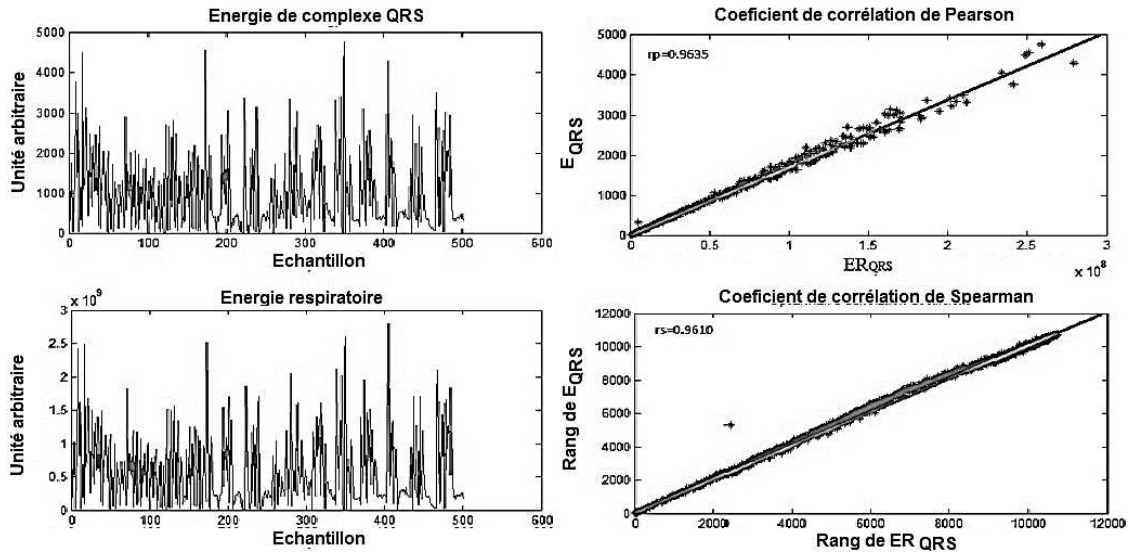 Energie de complexe QRS
Unité arbitraire
5000
4000
3000
2000
1000
0
0 100 200 300 400 500 600
Echantillon
Coeficient de corrélation de Pearson
rp=0.9635
E QRS
5000
4000
3000
2000
1000
0
0 0.5 1 1.5 2 2.5 3
ERQRS
x 10^8
Energie respiratoire
x 10^9
Unité arbitraire
3
2.5
2
1.5
1
0.5
0
0 100 200 300 400 500 600
Echantillon
Coeficient de corrélation de Spearman
rs=0.9610
Rang de EQRS
12000
10000
8000
6000
4000
2000
0
0 2000 4000 6000 8000 10000 12000
Rang de ER QRS